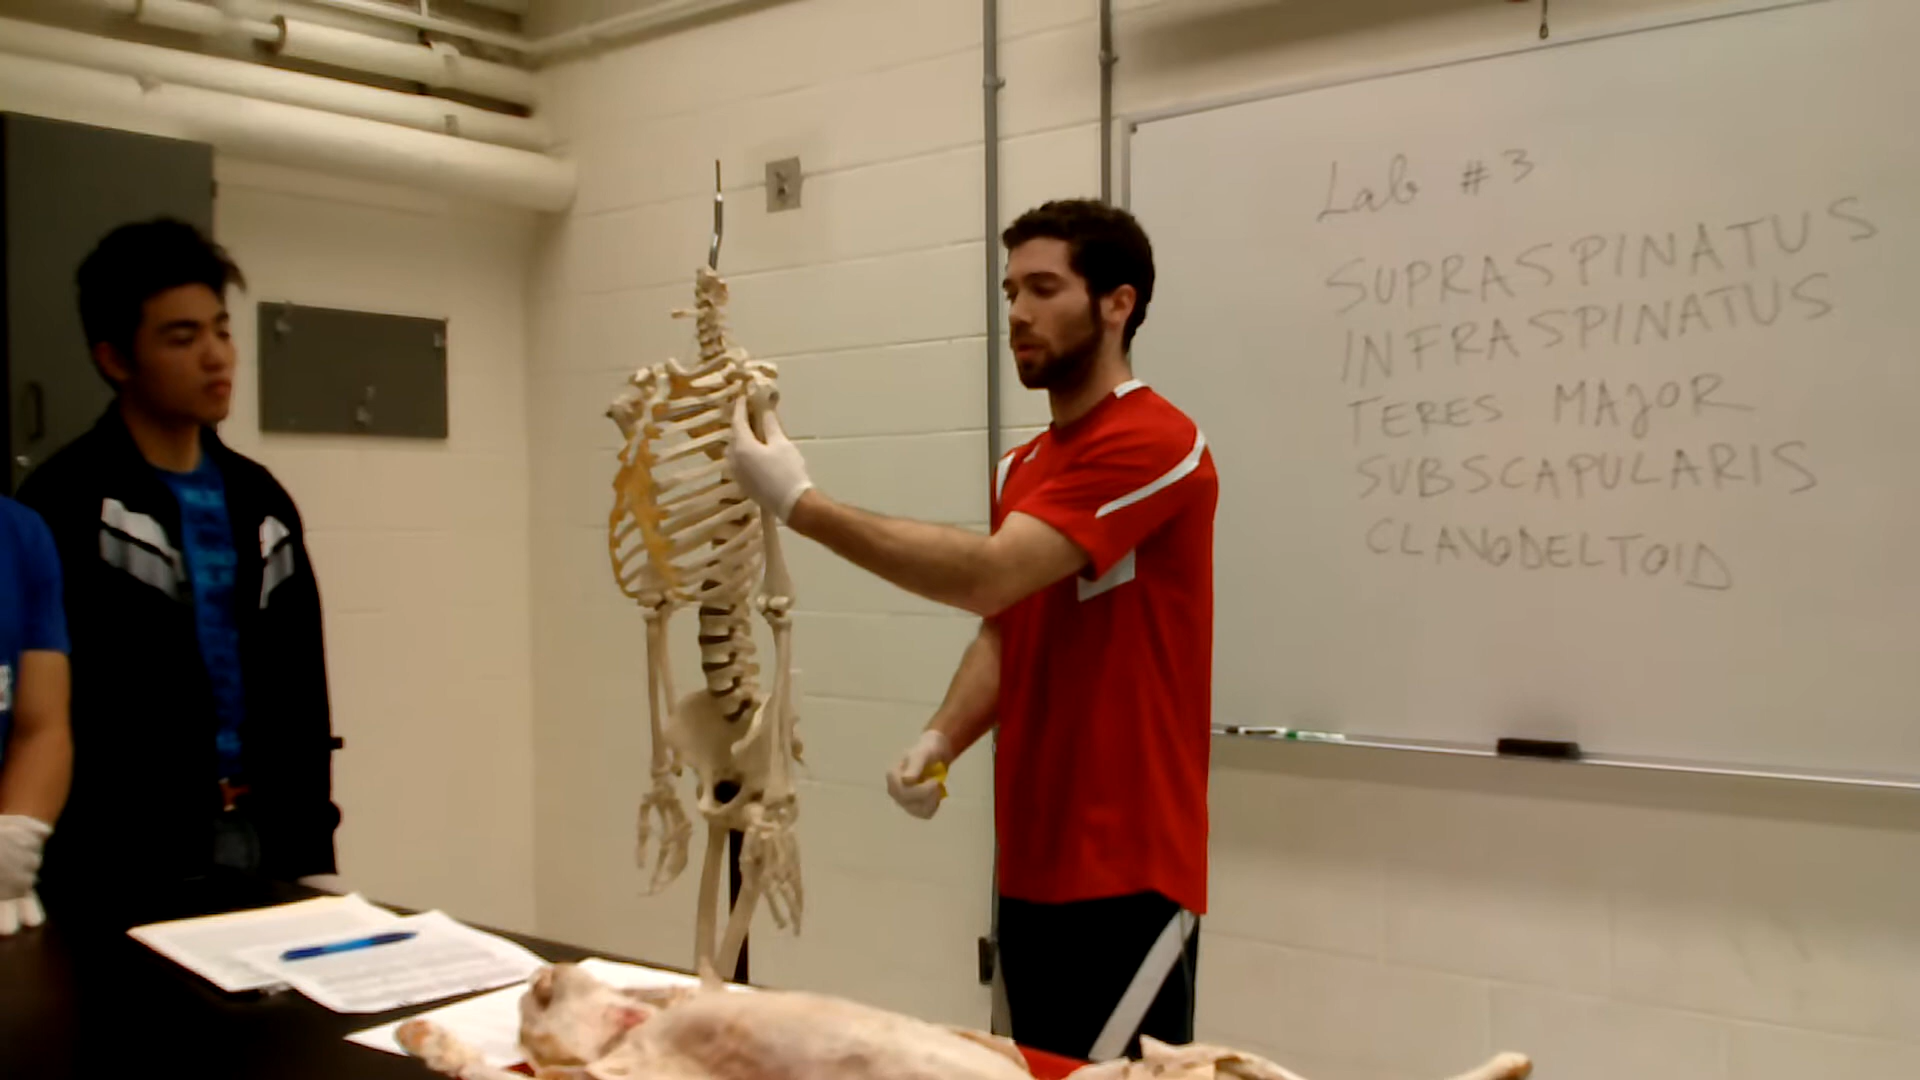 Lab #3
SUPRASPINATUS
INFRASPINATUS
TERES MAJOR
SUBSCAPULARIS
CLAVODELTOID